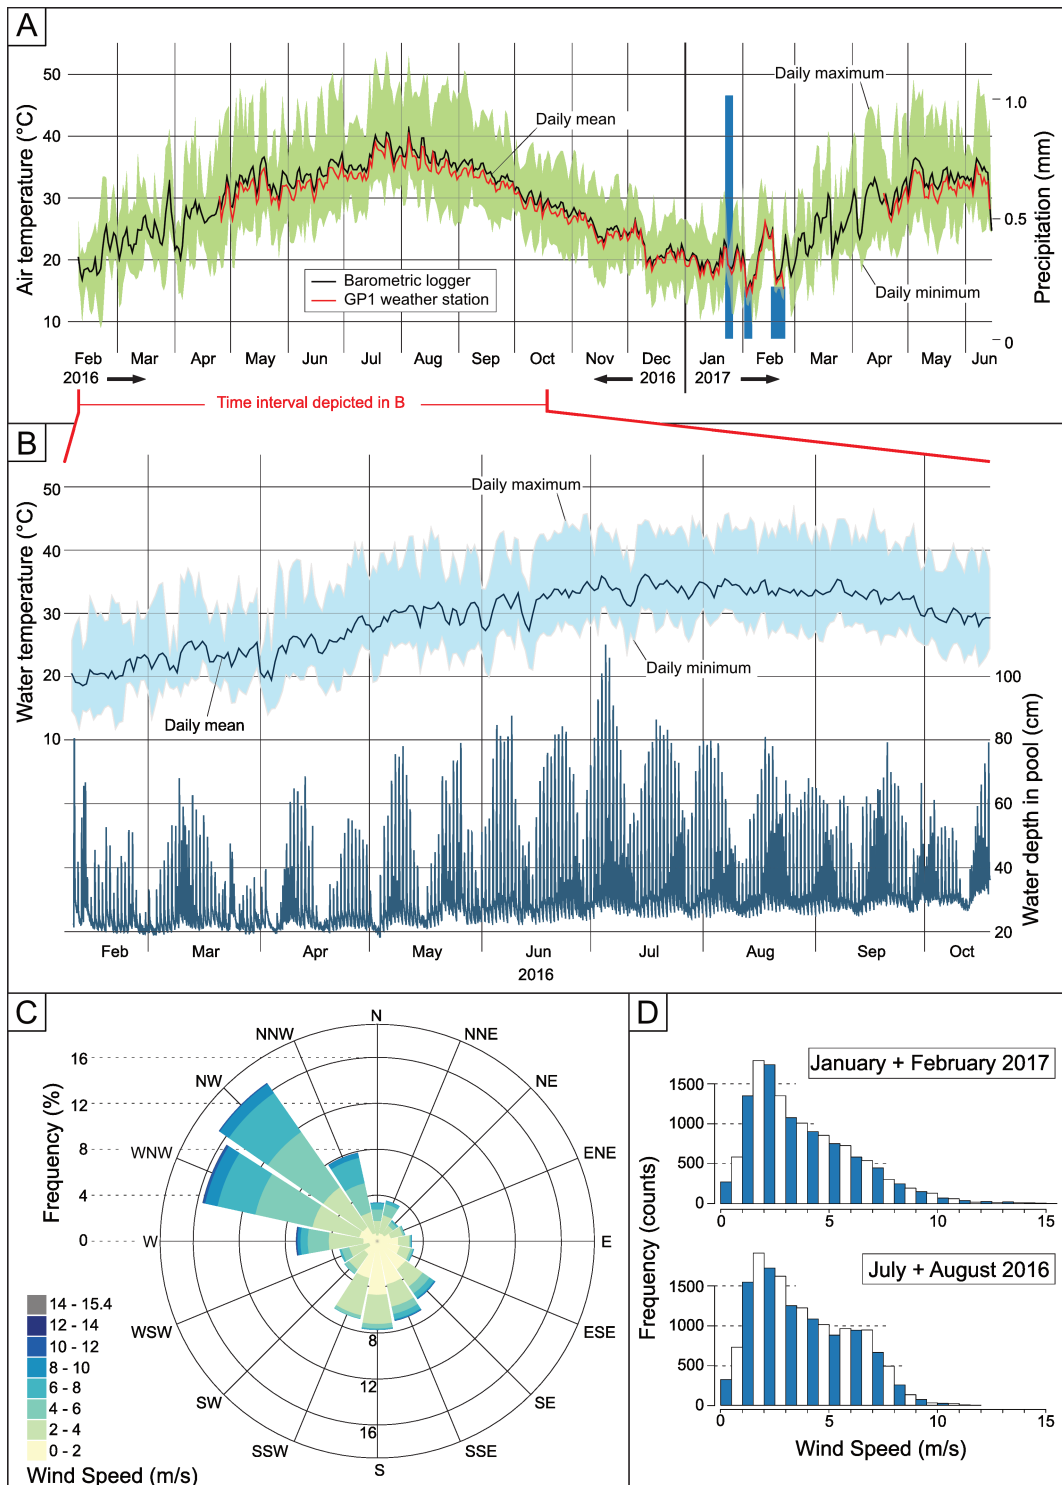 A
Air temperature (°C)
50
40
30
20
10
Daily maximum
Daily mean
Daily minimum
Barometric logger
GP1 weather station
1.0
0.5
0
Precipitation (mm)
Feb Mar Apr May Jun Jul Aug Sep Oct Nov Dec Jan Feb Mar Apr May Jun
2016 2016 2017
Time interval depicted in B
B
Water temperature (°C)
50
40
30
20
10
Daily maximum
Daily minimum
Daily mean
100
80
60
40
20
Water depth in pool (cm)
Feb Mar Apr May Jun Jul Aug Sep Oct
2016
C
Frequency (%)
16
12
8
4
0
N
NNE
NE
ENE
E
ESE
SE
SSE
S
SSW
SW
WSW
W
WNW
NW
NNW
8
12
16
14 - 15.4
12 - 14
10 - 12
8 - 10
6 - 8
4 - 6
2 - 4
0 - 2
Wind Speed (m/s)
D
Frequency (counts)
January + February 2017
1500
1000
500
0
0 5 10 15
July + August 2016
1500
1000
500
0
0 5 10 15
Wind Speed (m/s)